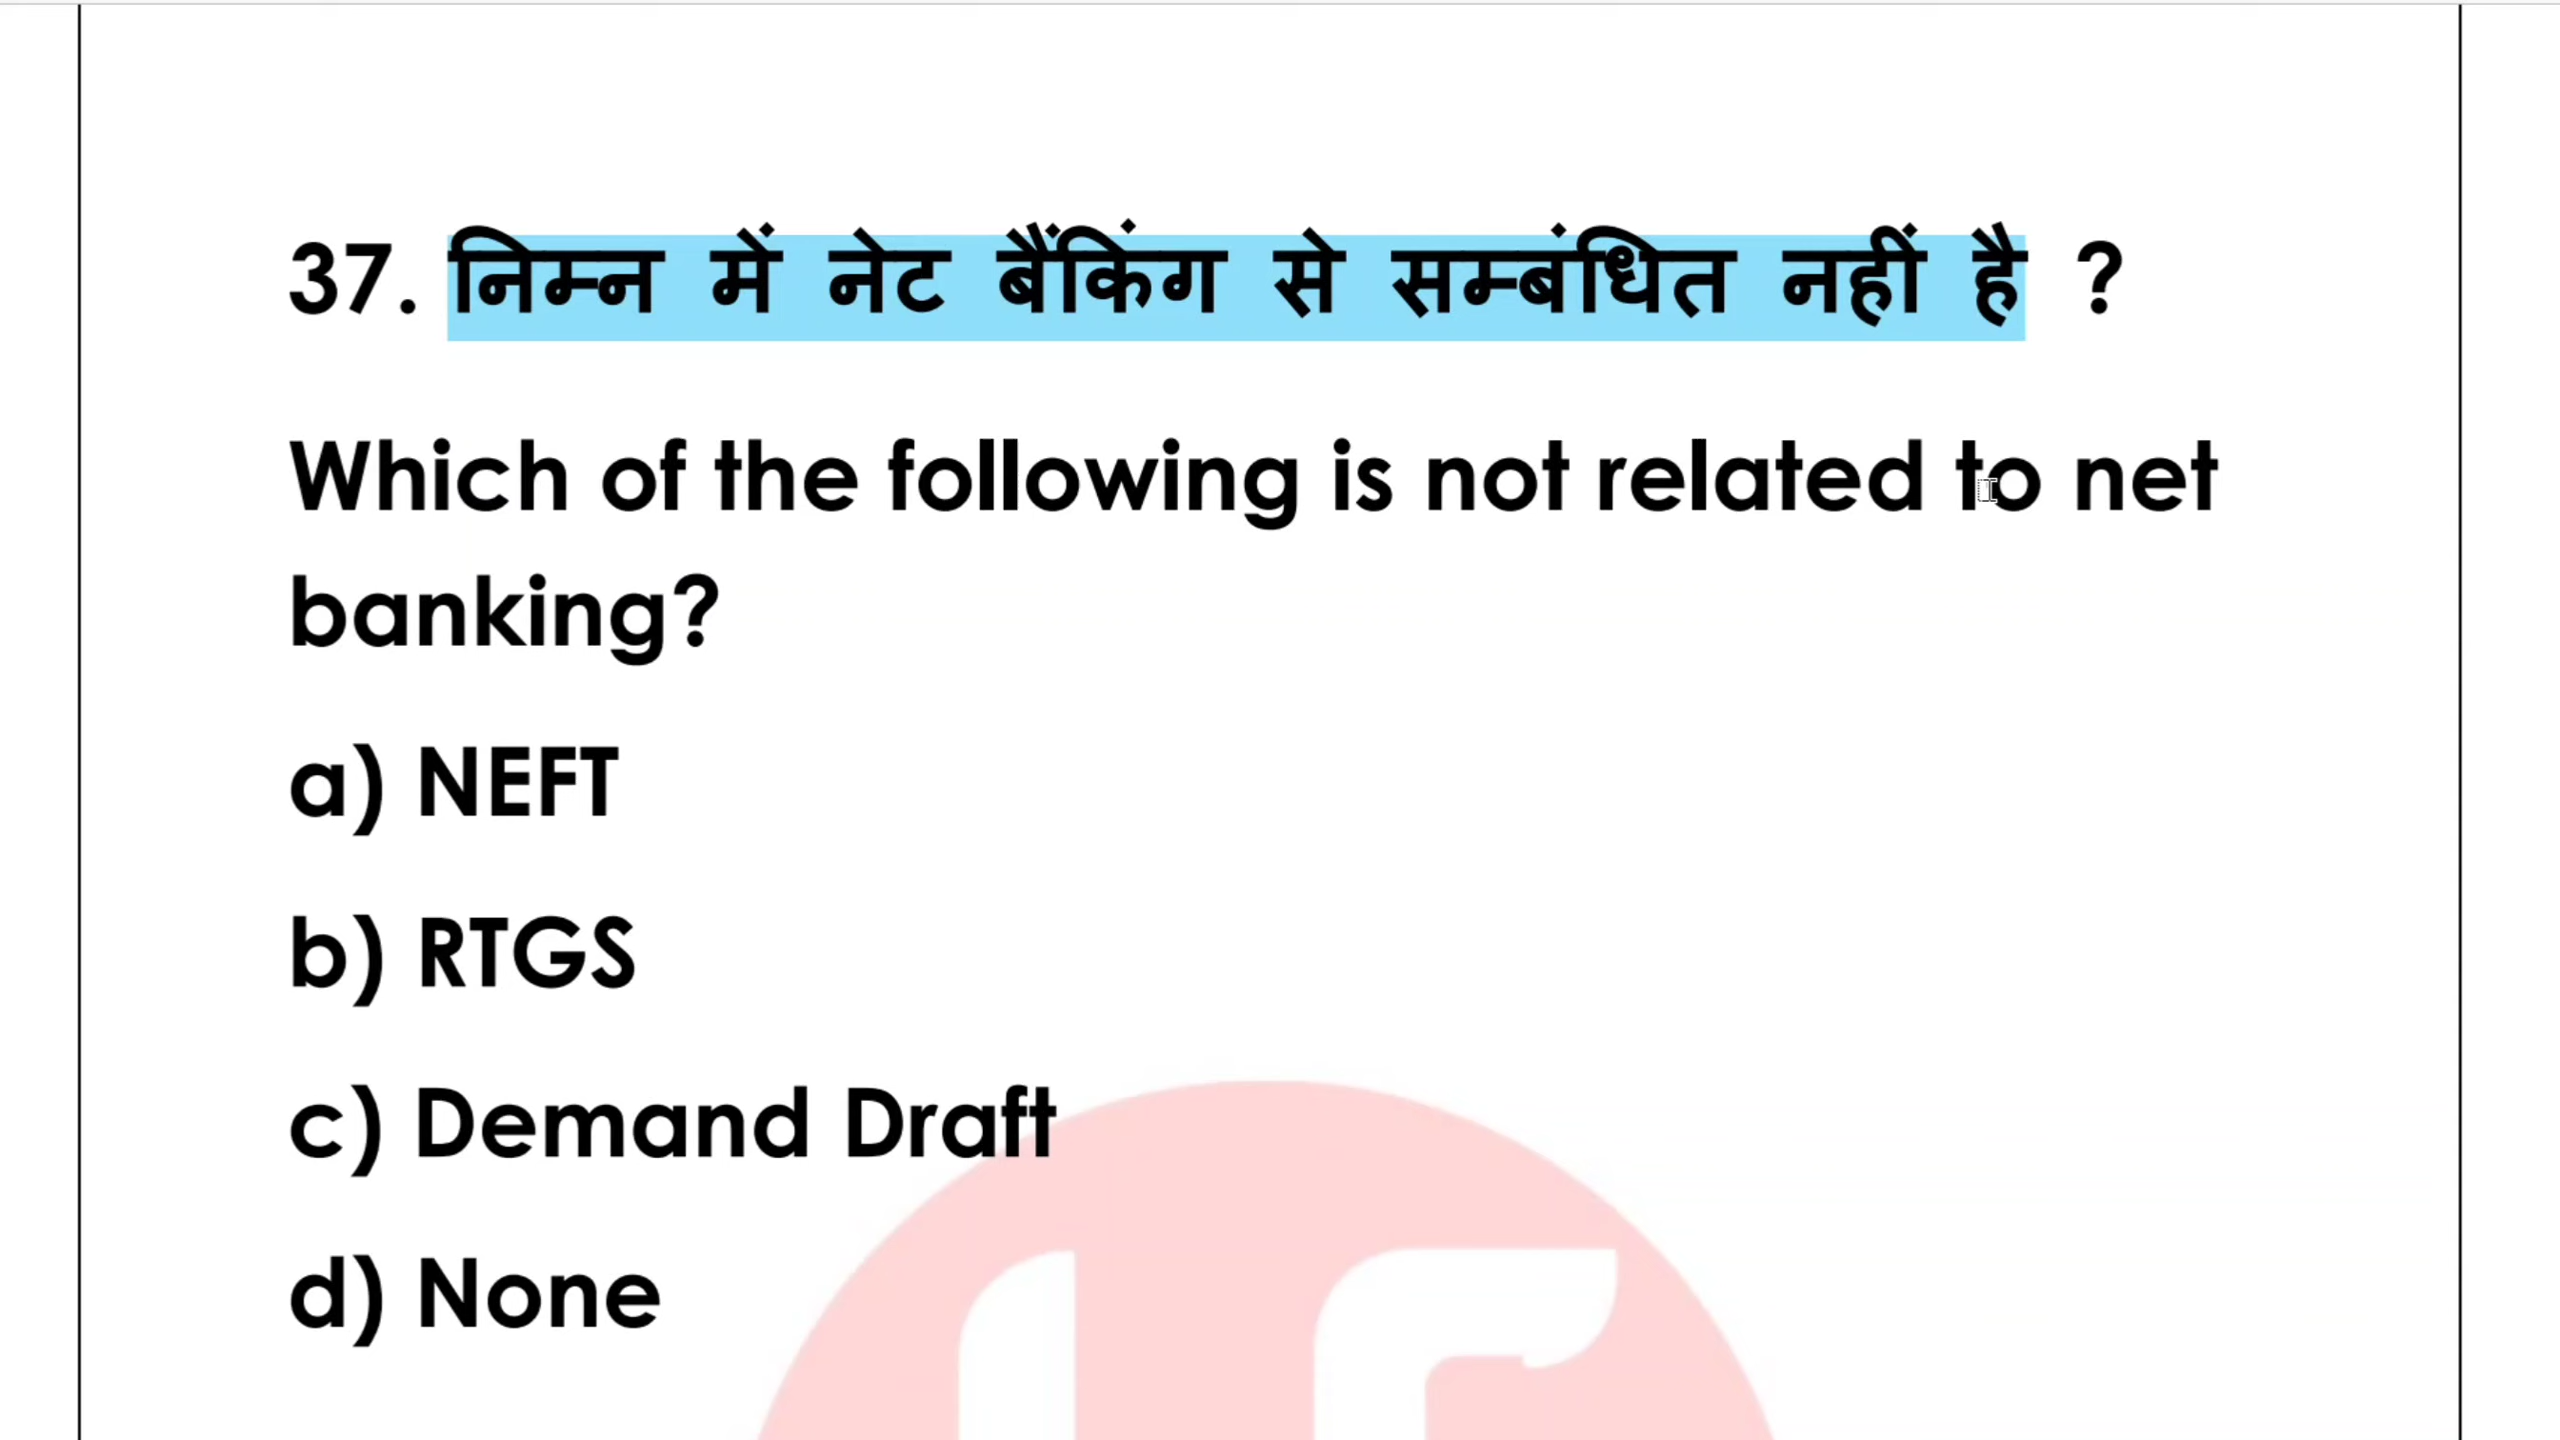 37. निम्न में नेट बैंकिंग से सम्बंधित नहीं है ?
Which of the following is not related to net
banking?
a) NEFT
b) RTGS
c) Demand Draft
d) None